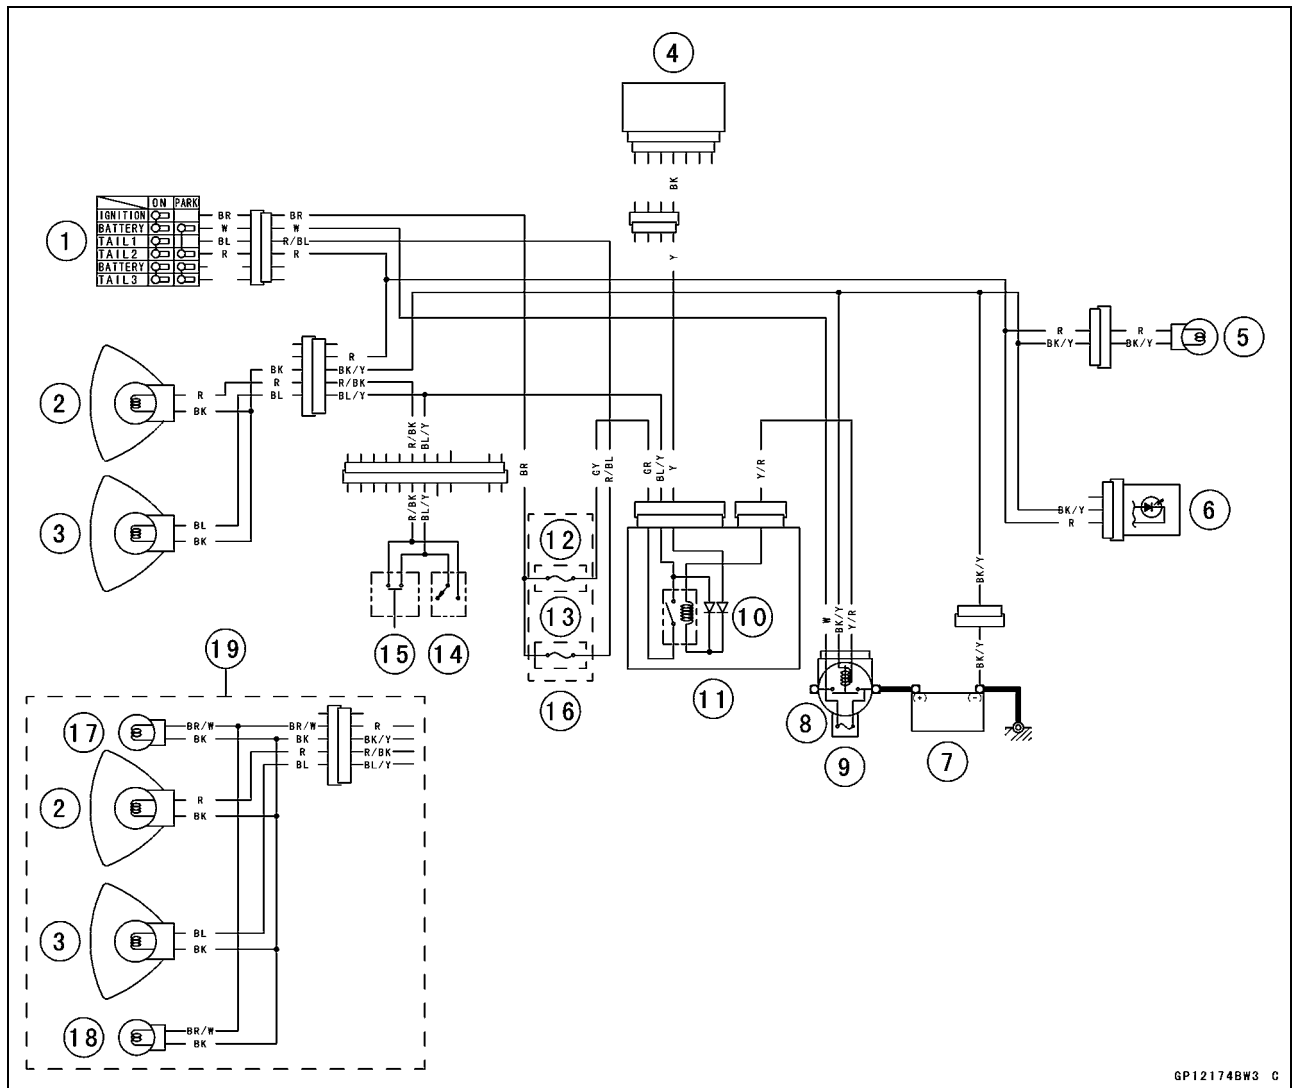 4
BK
ON PARK
IGNITION BR BR
BATTERY W W
TAIL1 BL R/BL
TAIL2 R R
BATTERY
TAIL3
1
Y
5
R R
BK/Y BK/Y
R
BK BK/Y
R R/BK
BL BL/Y
2
R
BK
R/BK
BL/Y
BR
GY
R/BL
GR
BL/Y
Y
Y/R
3
BL
BK
R/BK
BL/Y
6
BK/Y
R
12
13
10
BK/Y
W
BK/Y
Y/R
BK/Y
15
14
16
11
8
9
(+)
(-)
7
19
17
BR/W BR/W R
BK BK BK/Y
R R/BK
BL BL/Y
2
R
BK
3
BL
BK
18
BR/W
BK
GP12174BW3 C